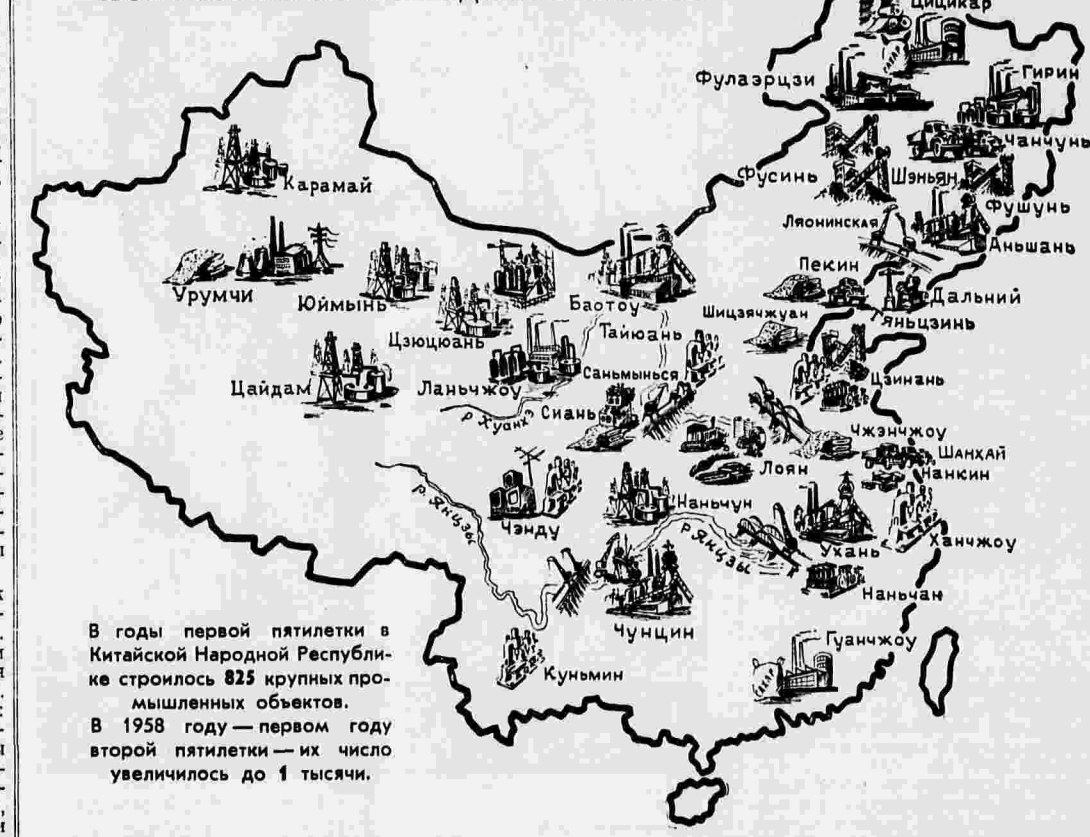 Цицикар
Фулаэрцзи
Гирин
Чанчунь
Фусинь
Шэньян
Фушунь
Ляонинская
Аньшань
Карамай
Урумчи
Юймынь
Баотоу
Пекин
Дальний
Тяньцзинь
Шицзячжуан
Цзюцюань
Тайюань
Цайдам
Ланьчжоу
Саньмынься
Цзинань
р. Хуанхэ
Сиань
Чжэнчжоу
Шанхай
Лоян
Нанкин
р. Янцзы
Чэнду
Наньчун
р Янцзы
Ухань
Ханчжоу
Наньчан
Чунцин
Гуанчжоу
САХАР
Куньмин
В годы первой пятилетки в
Китайской Народной Республи-
ке строилось 825 крупных про-
мышленных объектов.
В 1958 году — первом году
второй пятилетки — их число
увеличилось до 1 тысячи.